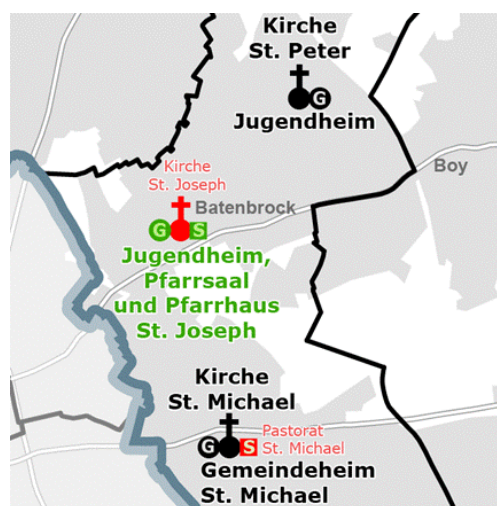 Kirche
St. Peter
G
Jugendheim
Boy
Kirche
St. Joseph
Batenbrock
G S
Jugendheim,
Pfarrsaal
und Pfarrhaus
St. Joseph
Kirche
St. Michael
G S
Pastorat
St. Michael
Gemeindeheim
St. Michael